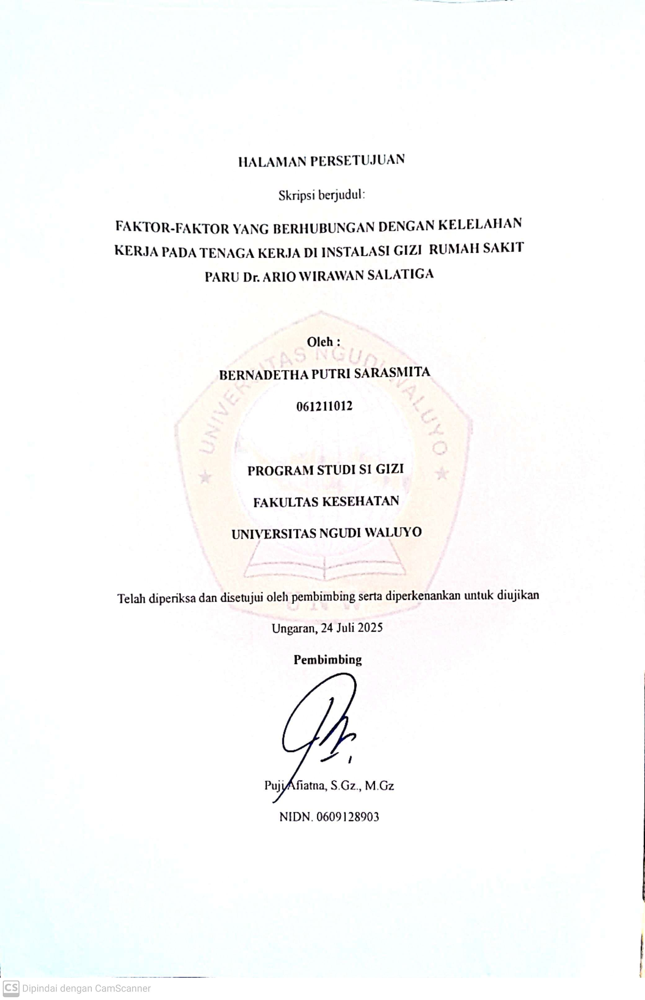 HALAMAN PERSETUJUAN
Skripsi berjudul:
FAKTOR-FAKTOR YANG BERHUBUNGAN DENGAN KELELAHAN
KERJA PADA TENAGA KERJA DI INSTALASI GIZI RUMAH SAKIT
PARU Dr. ARIO WIRAWAN SALATIGA
Oleh :
UNIVERSITAS NGUDI WALUYO
BERNADETHA PUTRI SARASMITA
061211012
PROGRAM STUDI S1 GIZI
FAKULTAS KESEHATAN
UNIVERSITAS NGUDI WALUYO
Telah diperiksa dan disetujui oleh pembimbing serta diperkenankan untuk diujikan
UNW
Ungaran, 24 Juli 2025
Pembimbing
Puji Afiatna, S.Gz., M.Gz
NIDN. 0609128903
CS Dipindai dengan CamScanner